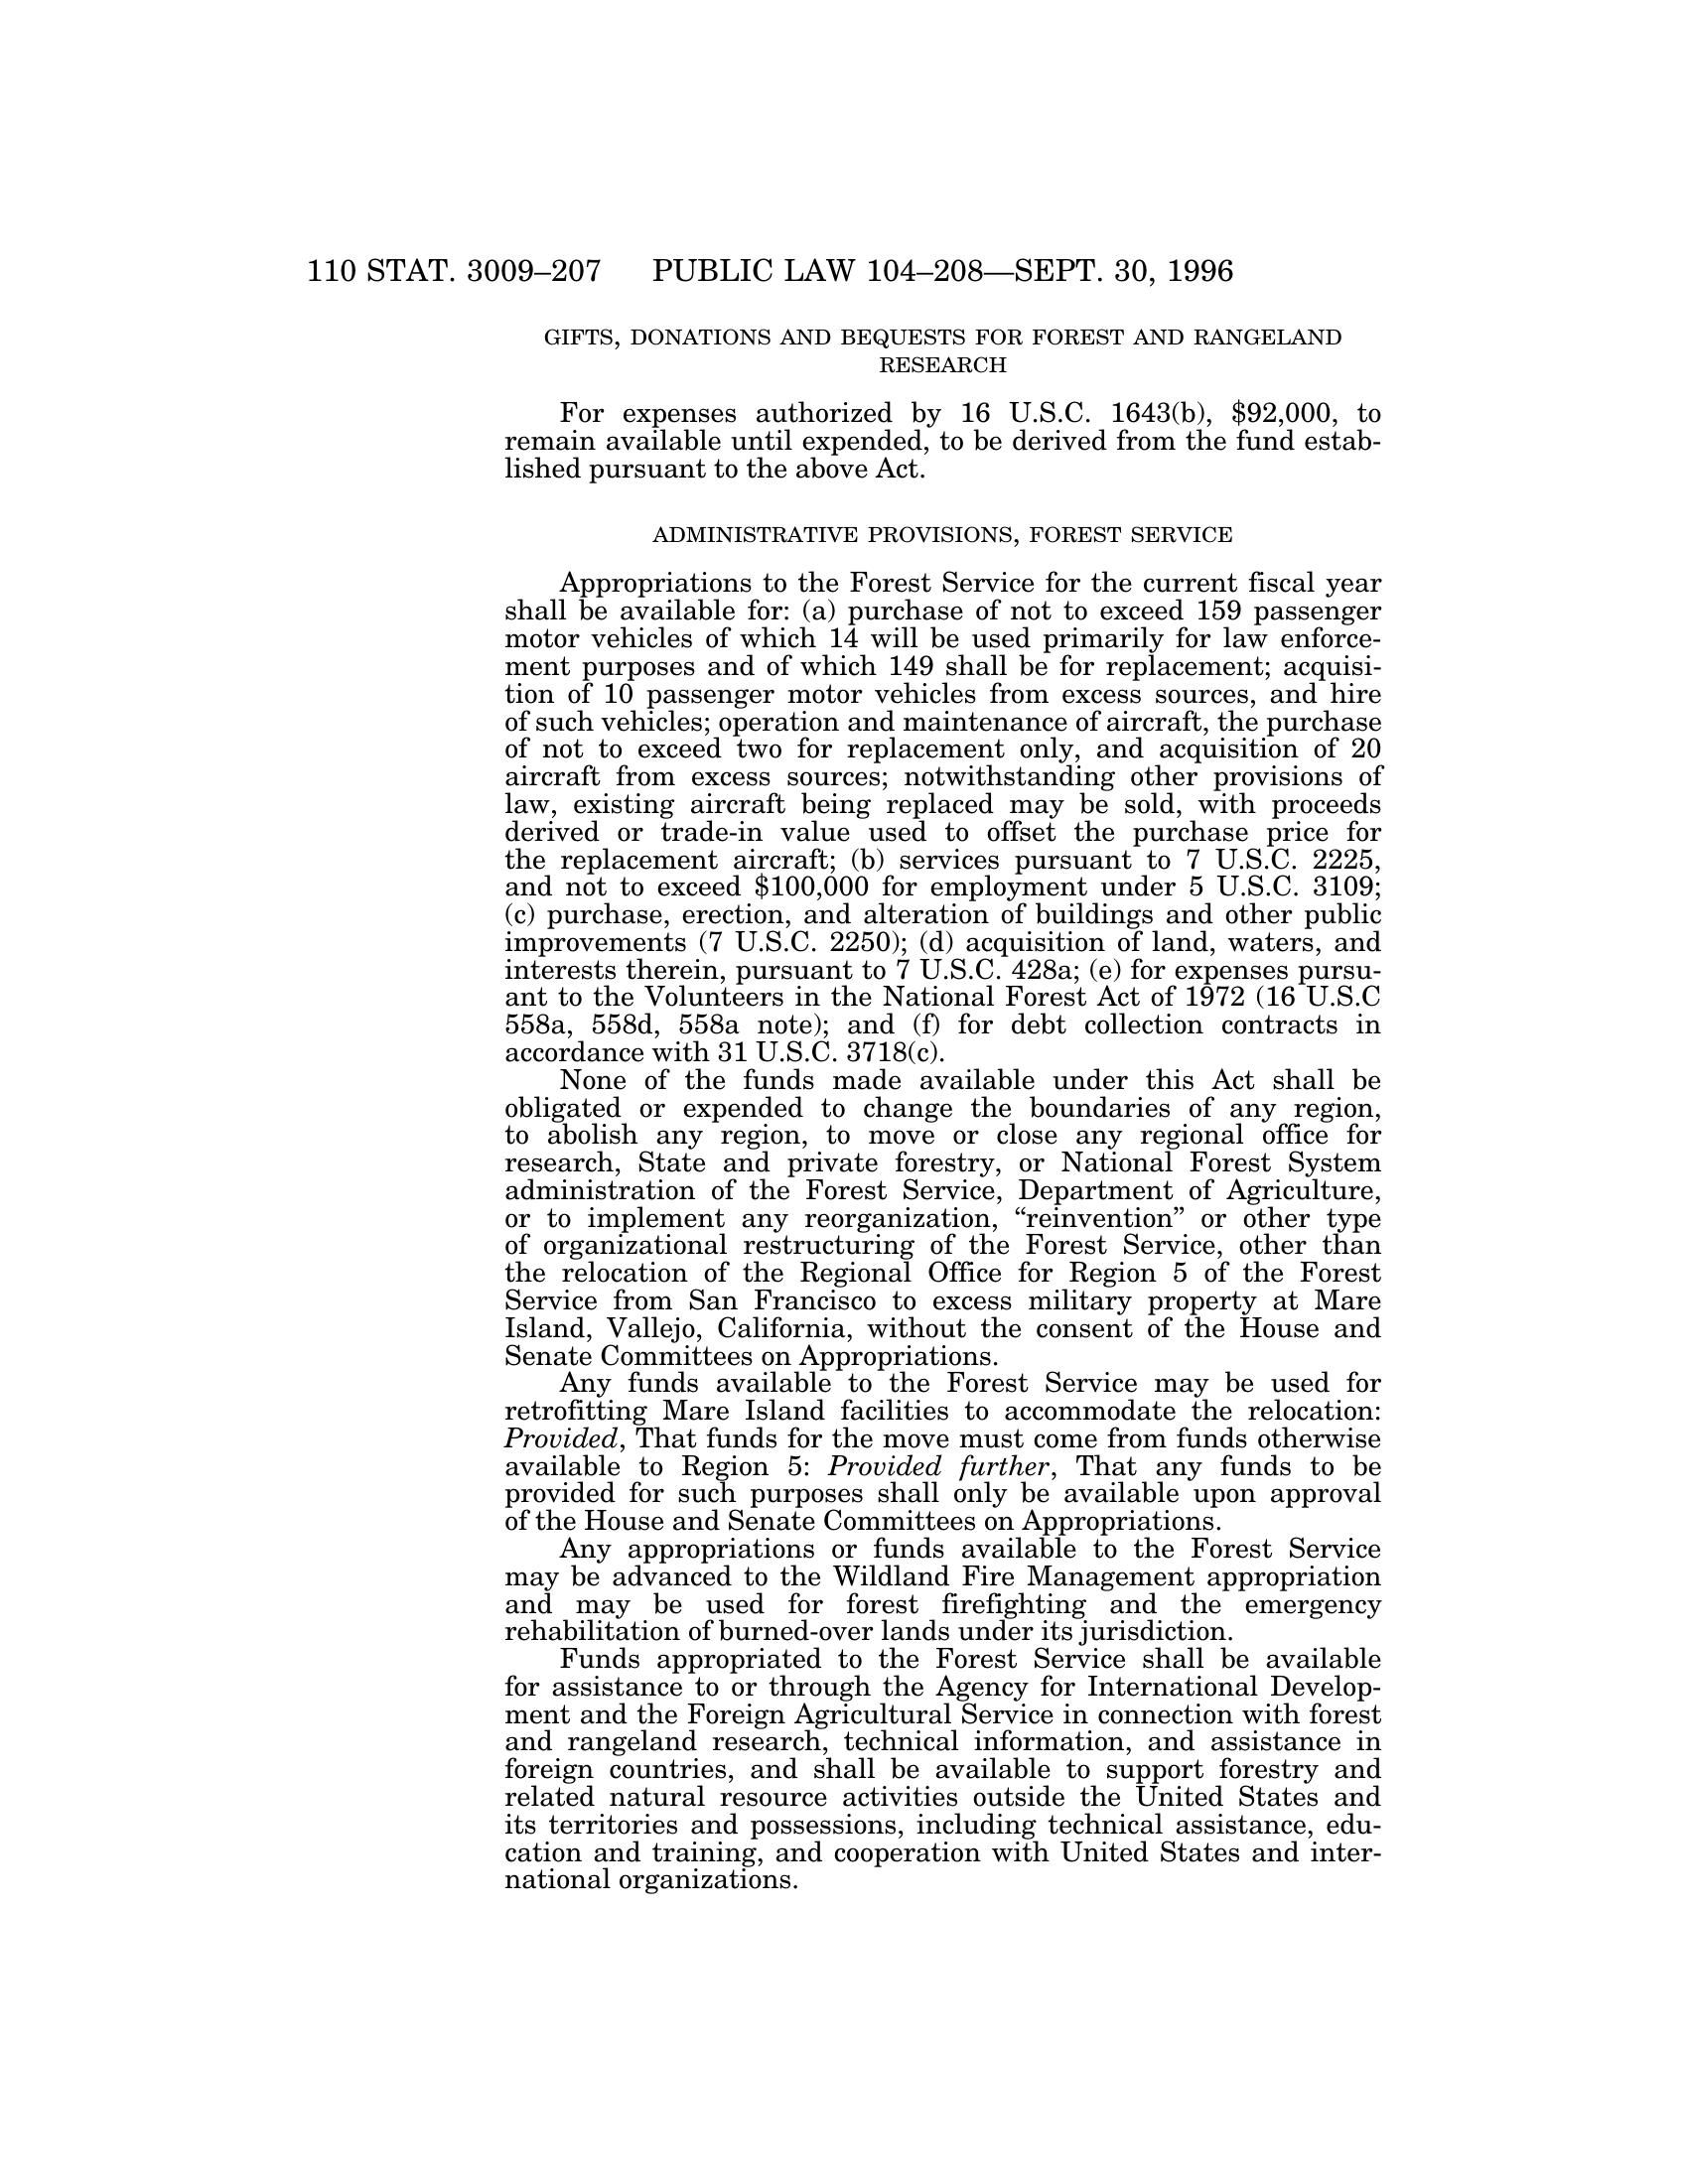 110 STAT. 3009–207 PUBLIC LAW 104–208—SEPT. 30, 1996
GIFTS, DONATIONS AND BEQUESTS FOR FOREST AND RANGELAND
RESEARCH
For expenses authorized by 16 U.S.C. 1643(b), $92,000, to
remain available until expended, to be derived from the fund estab-
lished pursuant to the above Act.
ADMINISTRATIVE PROVISIONS, FOREST SERVICE
Appropriations to the Forest Service for the current fiscal year
shall be available for: (a) purchase of not to exceed 159 passenger
motor vehicles of which 14 will be used primarily for law enforce-
ment purposes and of which 149 shall be for replacement; acquisi-
tion of 10 passenger motor vehicles from excess sources, and hire
of such vehicles; operation and maintenance of aircraft, the purchase
of not to exceed two for replacement only, and acquisition of 20
aircraft from excess sources; notwithstanding other provisions of
law, existing aircraft being replaced may be sold, with proceeds
derived or trade-in value used to offset the purchase price for
the replacement aircraft; (b) services pursuant to 7 U.S.C. 2225,
and not to exceed $100,000 for employment under 5 U.S.C. 3109;
(c) purchase, erection, and alteration of buildings and other public
improvements (7 U.S.C. 2250); (d) acquisition of land, waters, and
interests therein, pursuant to 7 U.S.C. 428a; (e) for expenses pursu-
ant to the Volunteers in the National Forest Act of 1972 (16 U.S.C
558a, 558d, 558a note); and (f) for debt collection contracts in
accordance with 31 U.S.C. 3718(c).
None of the funds made available under this Act shall be
obligated or expended to change the boundaries of any region,
to abolish any region, to move or close any regional office for
research, State and private forestry, or National Forest System
administration of the Forest Service, Department of Agriculture,
or to implement any reorganization, “reinvention” or other type
of organizational restructuring of the Forest Service, other than
the relocation of the Regional Office for Region 5 of the Forest
Service from San Francisco to excess military property at Mare
Island, Vallejo, California, without the consent of the House and
Senate Committees on Appropriations.
Any funds available to the Forest Service may be used for
retrofitting Mare Island facilities to accommodate the relocation:
Provided, That funds for the move must come from funds otherwise
available to Region 5: Provided further, That any funds to be
provided for such purposes shall only be available upon approval
of the House and Senate Committees on Appropriations.
Any appropriations or funds available to the Forest Service
may be advanced to the Wildland Fire Management appropriation
and may be used for forest firefighting and the emergency
rehabilitation of burned-over lands under its jurisdiction.
Funds appropriated to the Forest Service shall be available
for assistance to or through the Agency for International Develop-
ment and the Foreign Agricultural Service in connection with forest
and rangeland research, technical information, and assistance in
foreign countries, and shall be available to support forestry and
related natural resource activities outside the United States and
its territories and possessions, including technical assistance, edu-
cation and training, and cooperation with United States and inter-
national organizations.